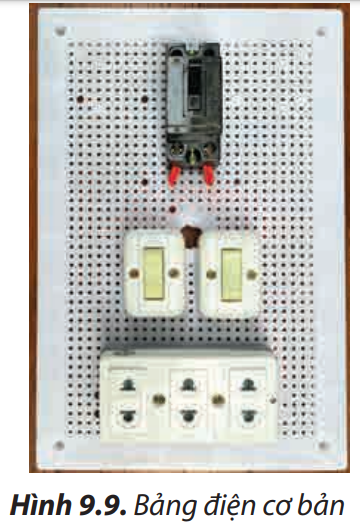 Hình 9.9. Bảng điện cơ bản